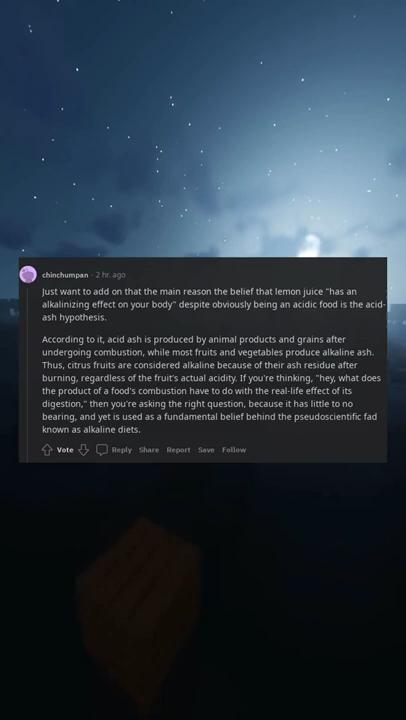 chinchumpan · 2 hr. ago
Just want to add on that the main reason the belief that lemon juice "has an
alkalinizing effect on your body" despite obviously being an acidic food is the acid-
ash hypothesis.
According to it, acid ash is produced by animal products and grains after
undergoing combustion, while most fruits and vegetables produce alkaline ash.
Thus, citrus fruits are considered alkaline because of their ash residue after
burning, regardless of the fruit's actual acidity. If you're thinking, "hey, what does
the product of a food's combustion have to do with the real-life effect of its
digestion," then you're asking the right question, because it has little to no
bearing, and yet is used as a fundamental belief behind the pseudoscientific fad
known as alkaline diets.
Vote Reply Share Report Save Follow